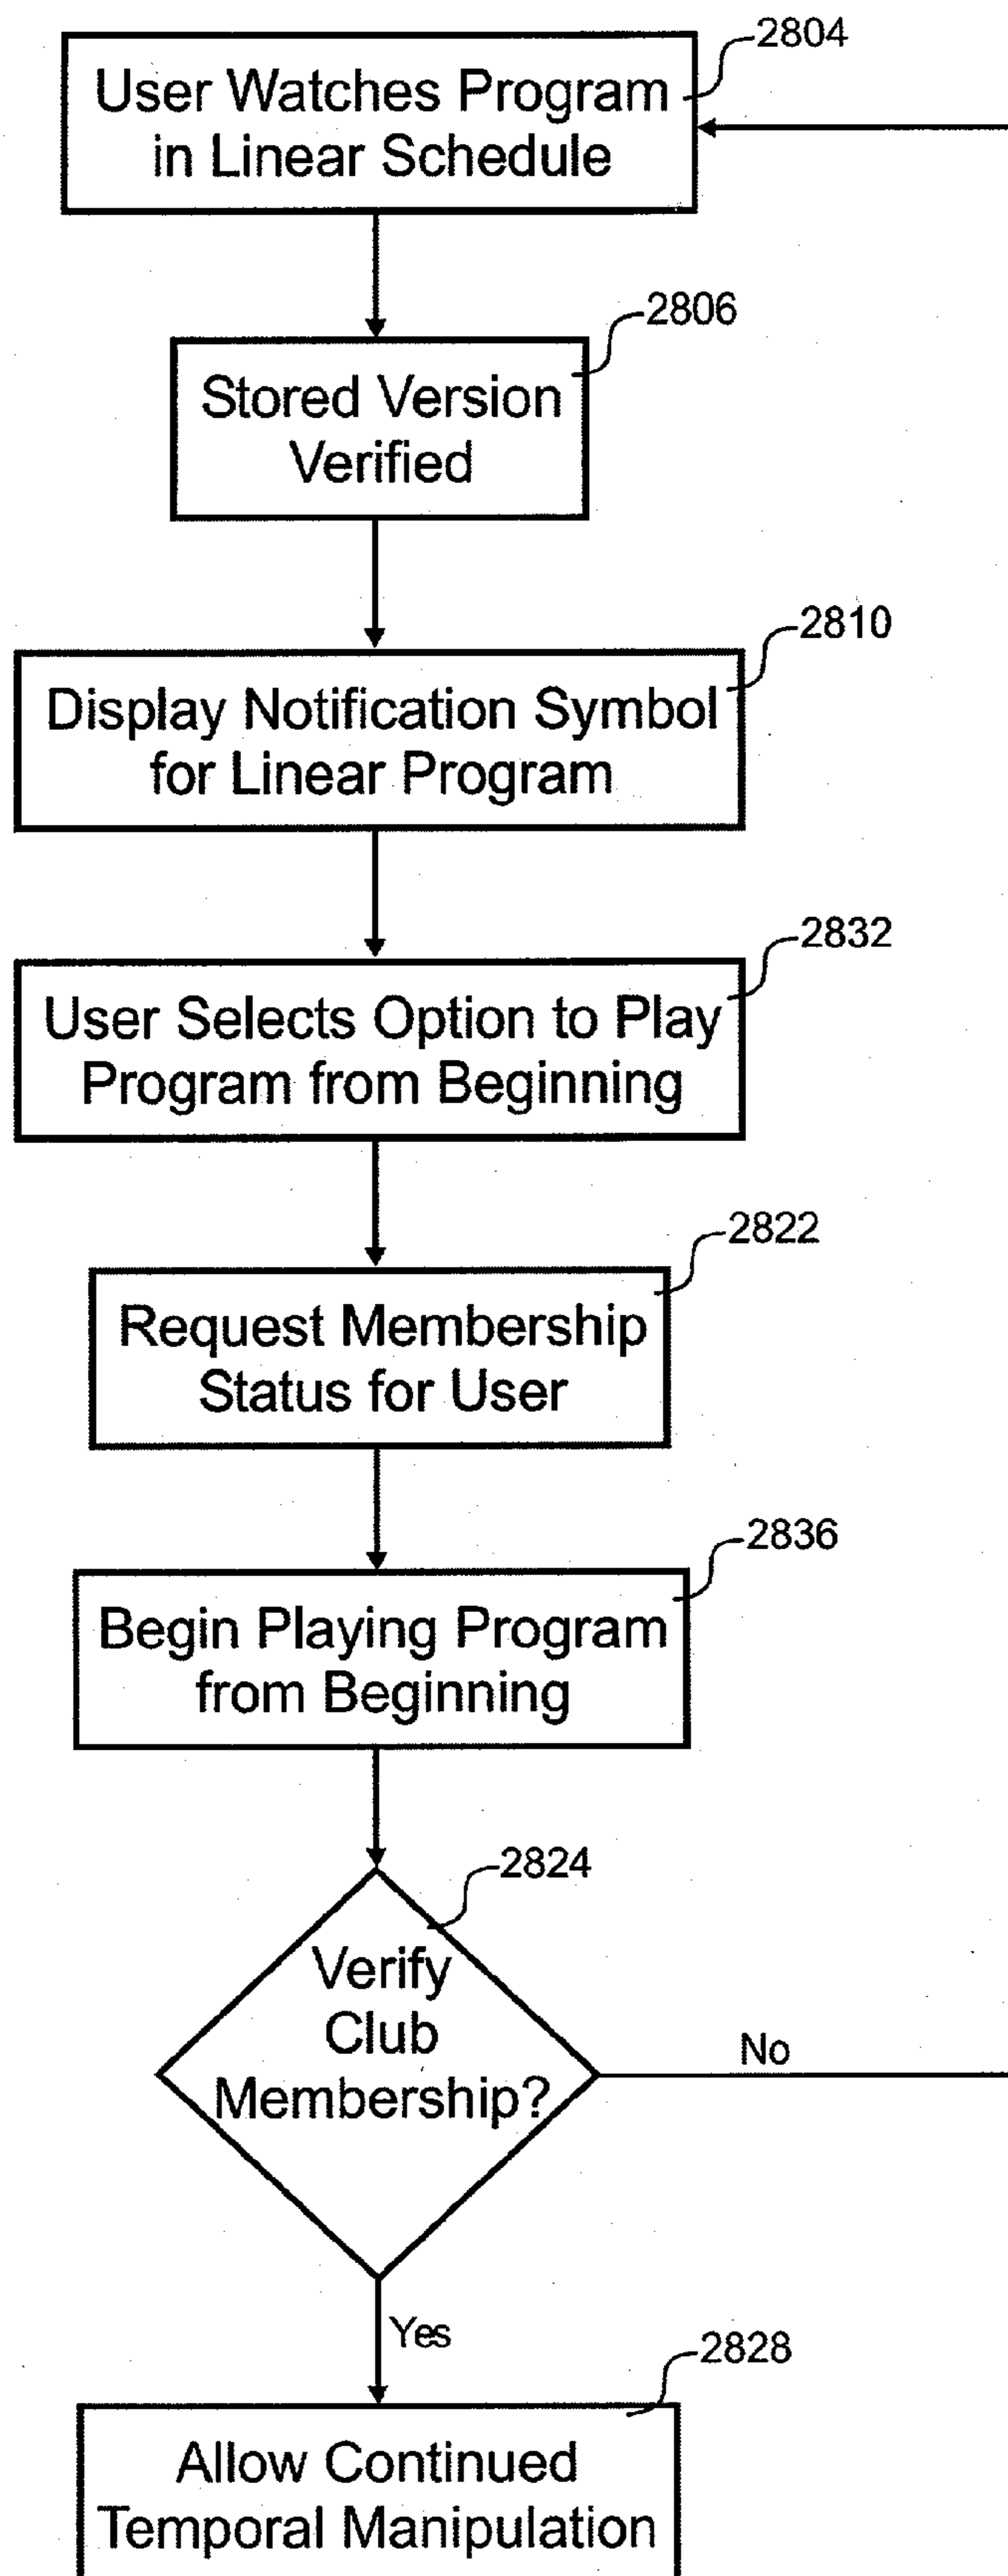 2804
User Watches Program
in Linear Schedule
2806
Stored Version
Verified
2810
Display Notification Symbol
for Linear Program
2832
User Selects Option to Play
Program from Beginning
2822
Request Membership
Status for User
2836
Begin Playing Program
from Beginning
2824
Verify
Club
Membership?
No
Yes
2828
Allow Continued
Temporal Manipulation